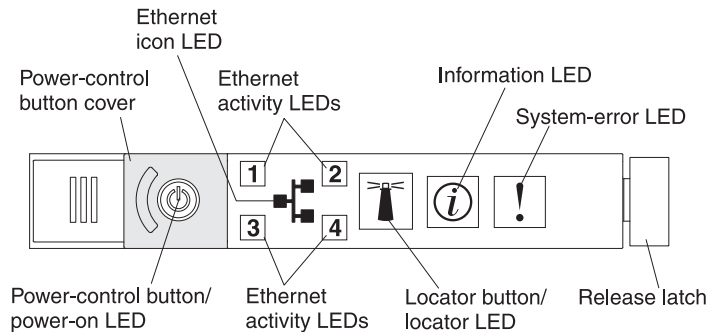 Ethernet
icon LED
Power-control
button cover
Ethernet
activity LEDs
Information LED
System-error LED
1
2
3
4
i
!
Power-control button/
power-on LED
Ethernet
activity LEDs
Locator button/
locator LED
Release latch